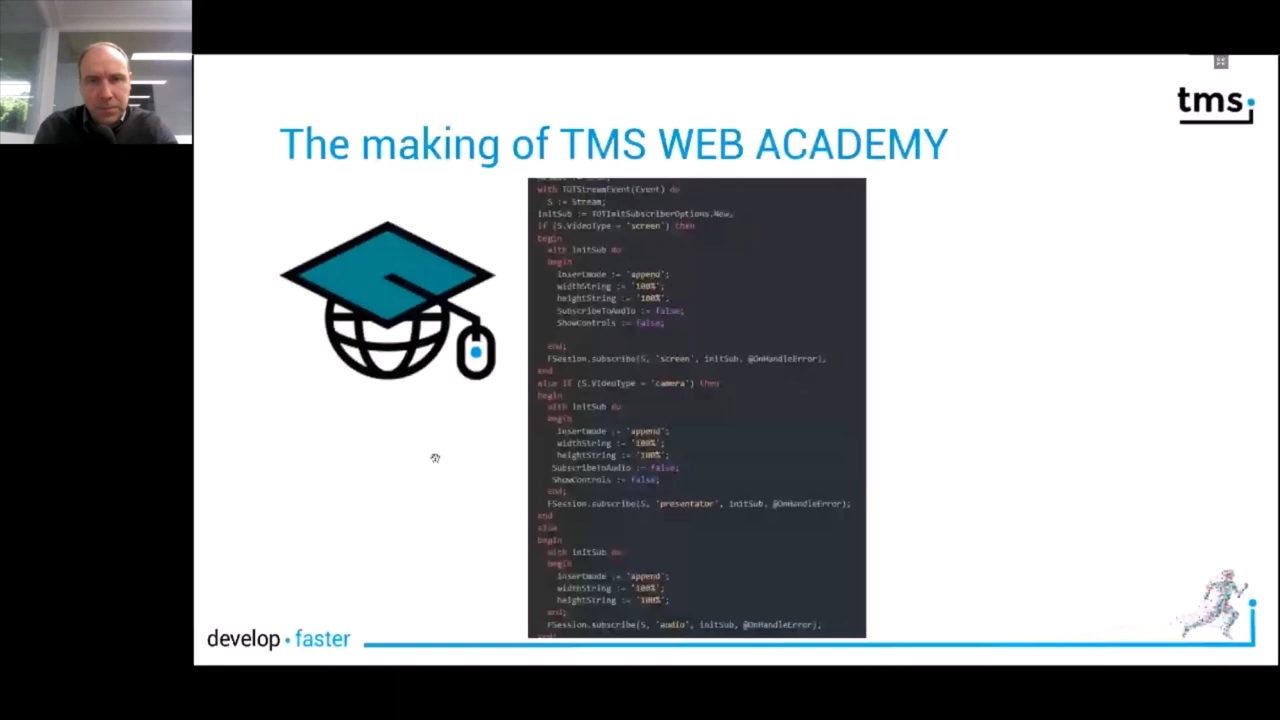 tms
The making of TMS WEB ACADEMY
with TOTStreamEvent(Event) do
S := Stream;
initSub := TOTInitSubscriberOptions.New;
if (S.VideoType = 'screen') then
begin
with initSub do
begin
insertmode := 'append';
widthString := '100%';
heightString := '100%';
SubscribeToAudio := false;
ShowControls := false;
end;
FSession.subscribe(S, 'screen', initSub, @OnHandleError);
end
else if (S.VideoType = 'camera') then
begin
with initSub do
begin
insertmode := 'append';
widthString := '100%';
heightString := '100%';
SubscribeToAudio := false;
ShowControls := false;
end;
FSession.subscribe(S, 'presentator', initSub, @OnHandleError);
end
else
begin
with initSub do
begin
insertmode := 'append';
widthString := '100%';
heightString := '100%';
end;
FSession.subscribe(S, 'audio', initSub, @OnHandleError);
develop · faster